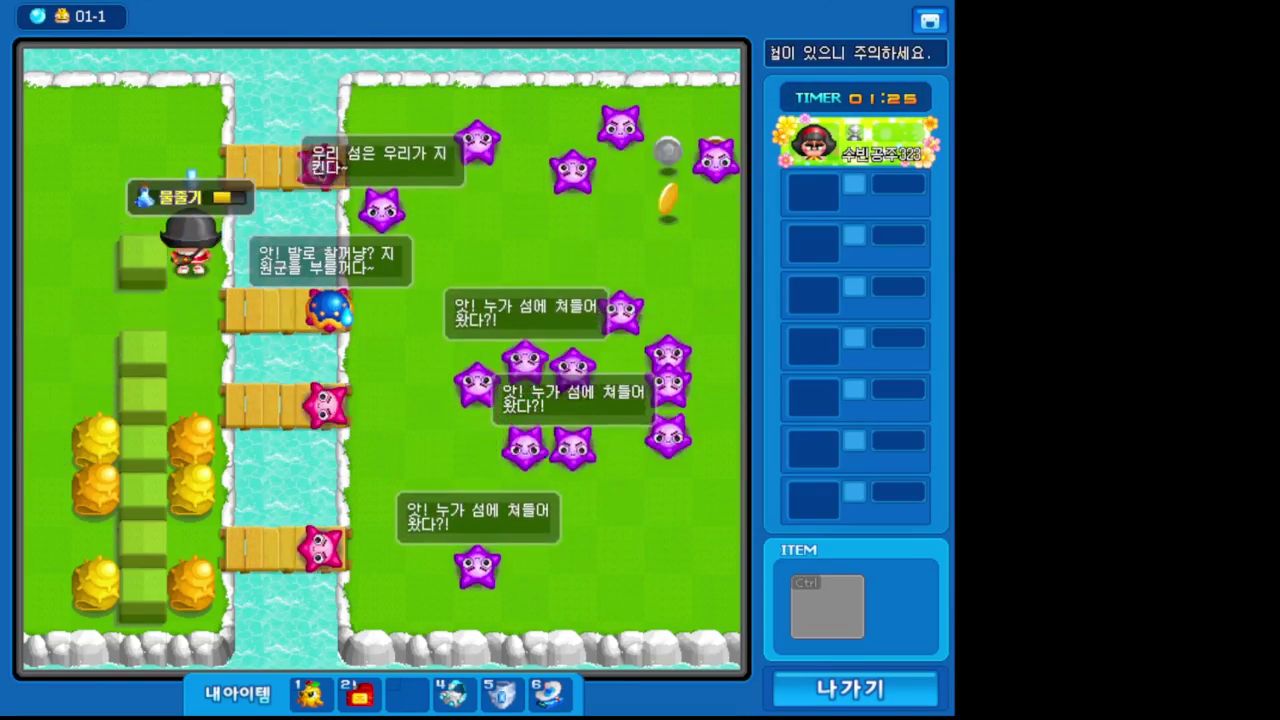 01-1
월이 있으니 주의하세요.
TIMER 01:25
수빈공주023
우리 섬은 우리가 지
킨다~
물줄기
앗! 발로 찰꺼냥? 지
원군을 부를꺼다~
앗! 누가 섬에 쳐들어
왔다?!
앗! 누가 섬에 쳐들어
왔다?!
앗! 누가 섬에 쳐들어
왔다?!
ITEM
Ctrl
내아이템
1
2
4
5
6
나가기